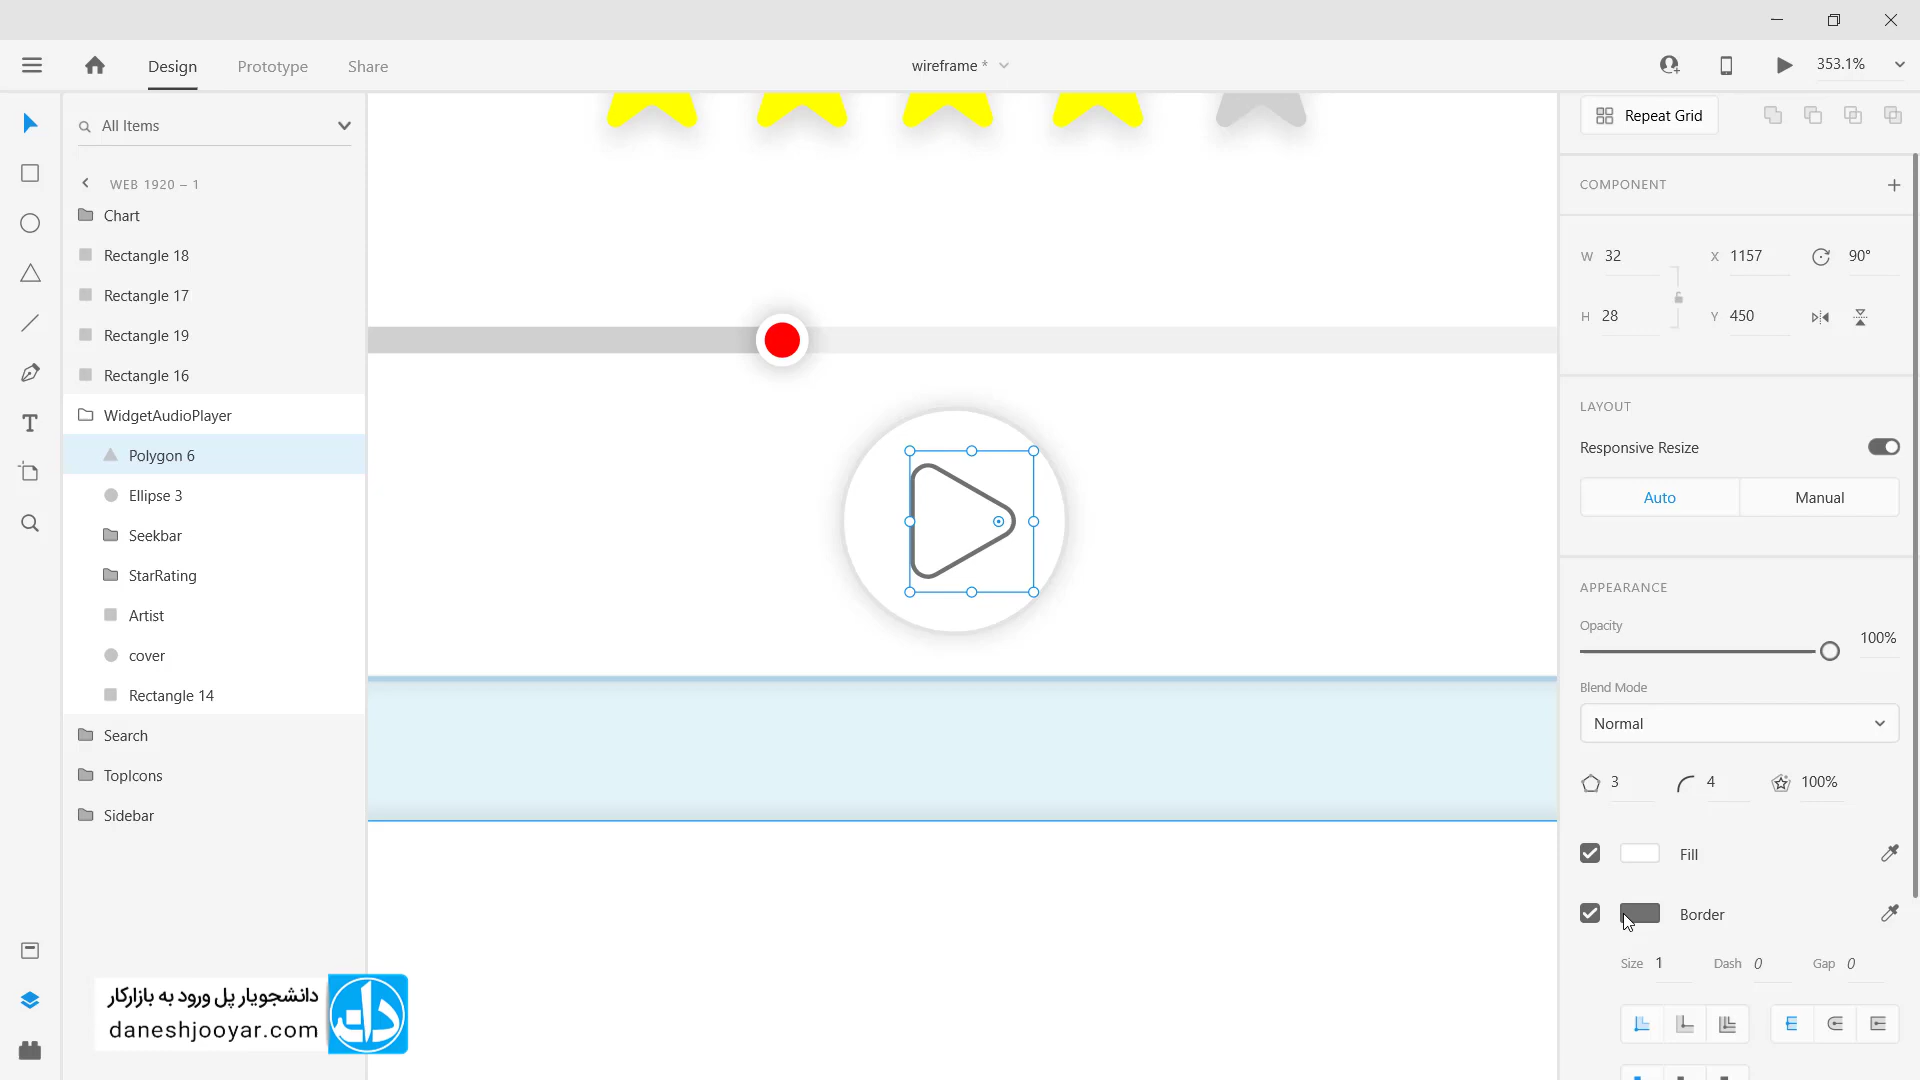 Design
Prototype
Share
wireframe *
353.1%
All Items
WEB 1920 – 1
Chart
Rectangle 18
Rectangle 17
Rectangle 19
Rectangle 16
WidgetAudioPlayer
Polygon 6
Ellipse 3
Seekbar
StarRating
Artist
cover
Rectangle 14
Search
TopIcons
Sidebar
دانشجویار پل ورود به بازارکار
daneshjooyar.com
Repeat Grid
COMPONENT
W 32 X 1157 90°
H 28 Y 450
LAYOUT
Responsive Resize
Auto Manual
APPEARANCE
Opacity
100%
Blend Mode
Normal
3 4 100%
Fill
Border
Size 1 Dash 0 Gap 0